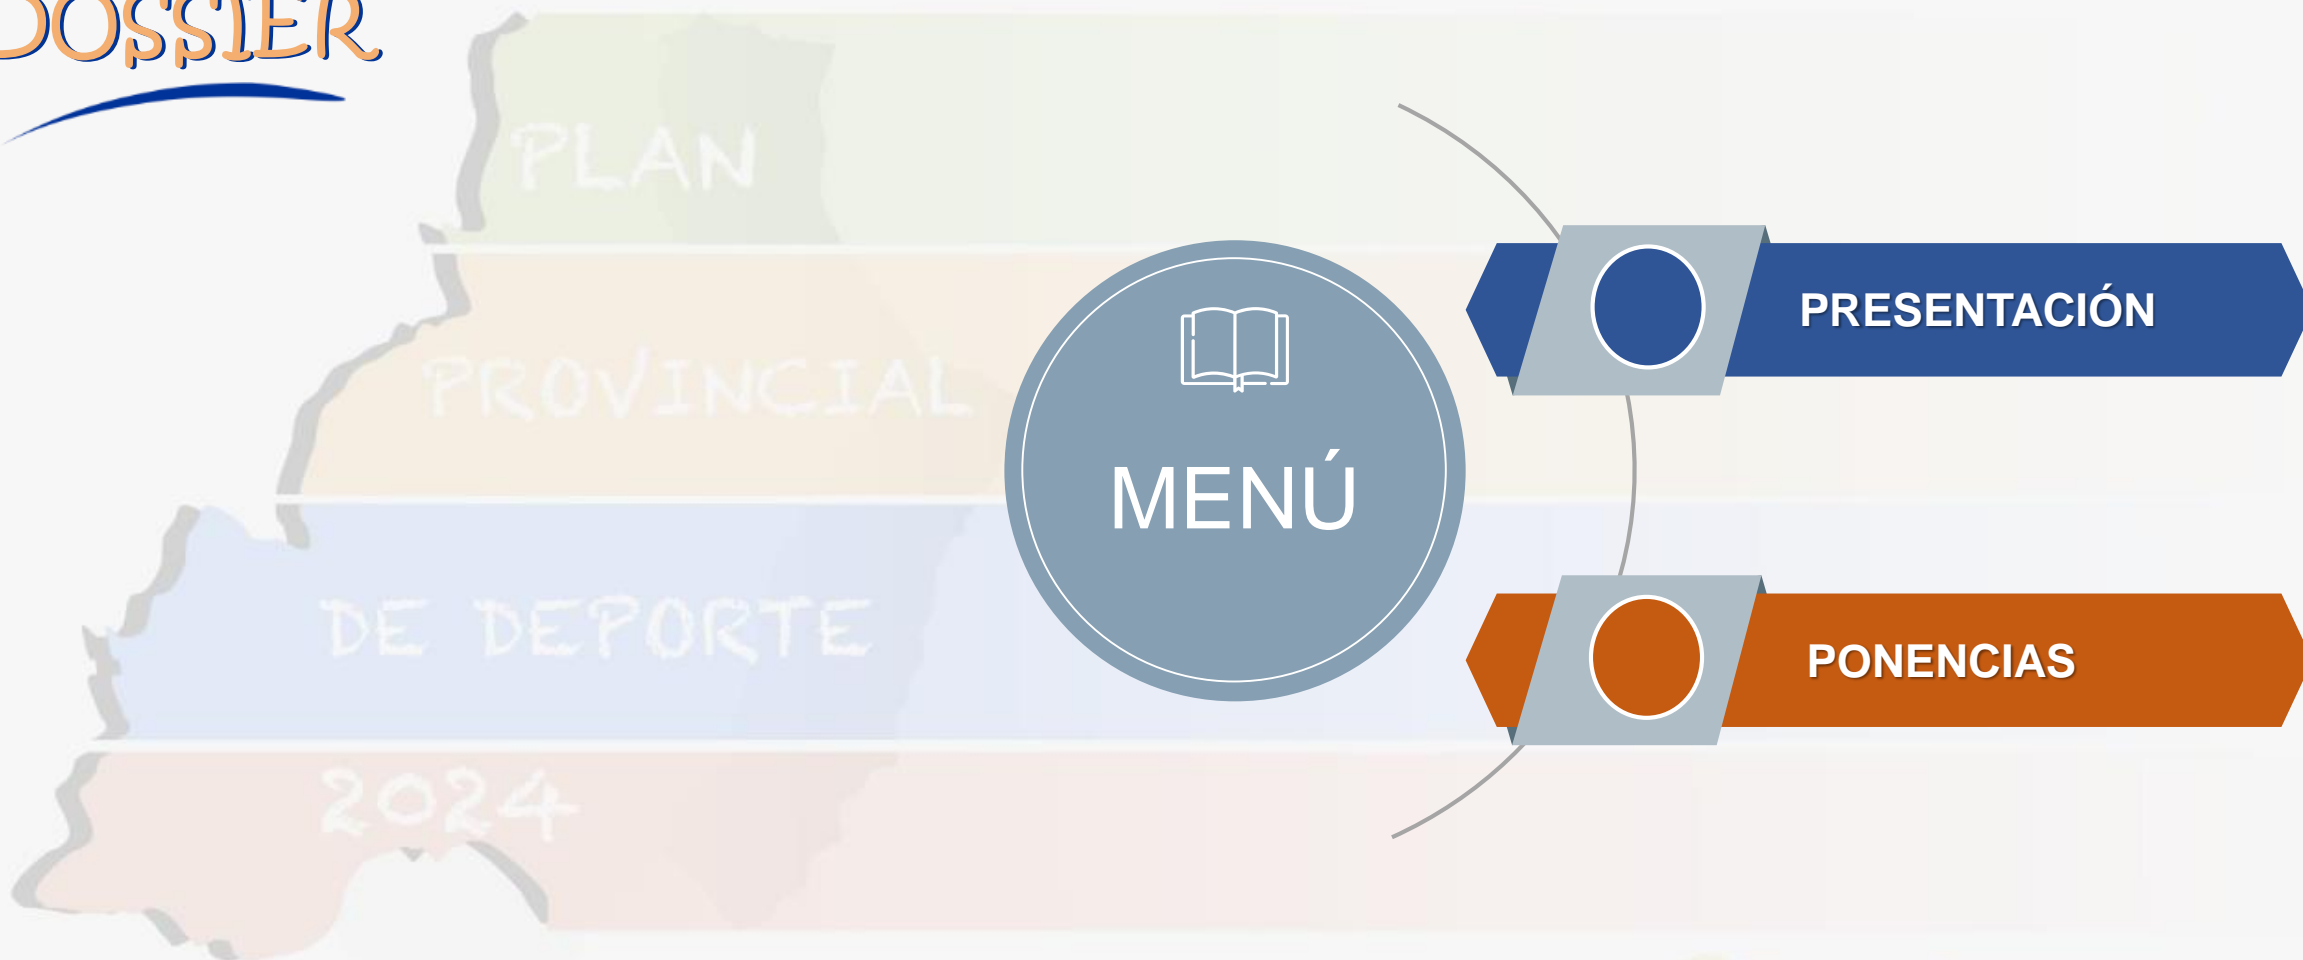 DOSSIER
PLAN
PROVINCIAL
DE DEPORTE
2024
MENÚ
PRESENTACIÓN
PONENCIAS